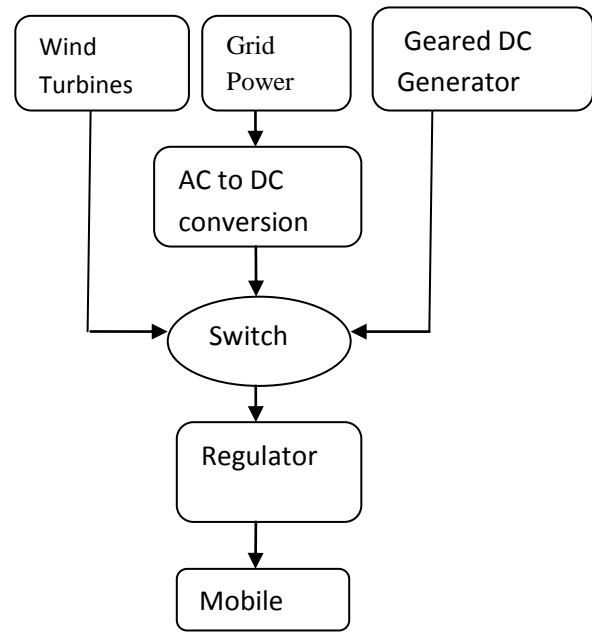 Wind
Turbines
Grid
Power
Geared DC
Generator
AC to DC
conversion
Switch
Regulator
Mobile